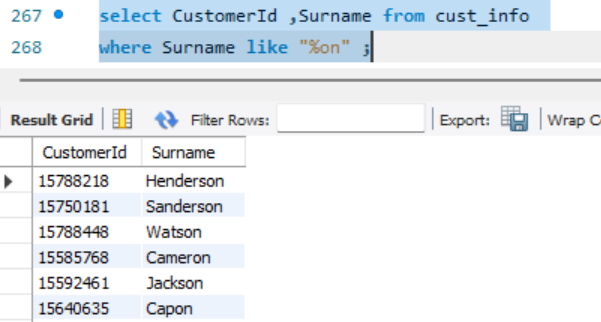 267 select CustomerId ,Surname from cust_info
268 where Surname like "%on" ;
Result Grid Filter Rows: Export: Wrap C
CustomerId Surname
15788218 Henderson
15750181 Sanderson
15788448 Watson
15585768 Cameron
15592461 Jackson
15640635 Capon